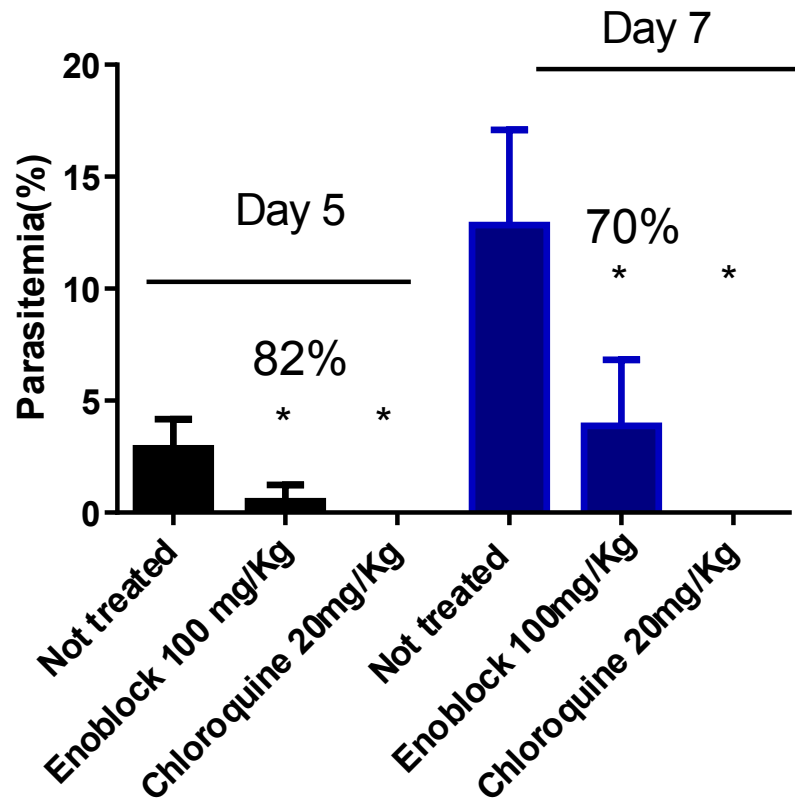 Day 7
20
15
10
5
0
Parasitemia(%)
Day 5
70%
*
*
82%
*
*
Not treated
Enoblock 100 mg/Kg
Chloroquine 20mg/Kg
Not treated
Enoblock 100mg/Kg
Chloroquine 20mg/Kg